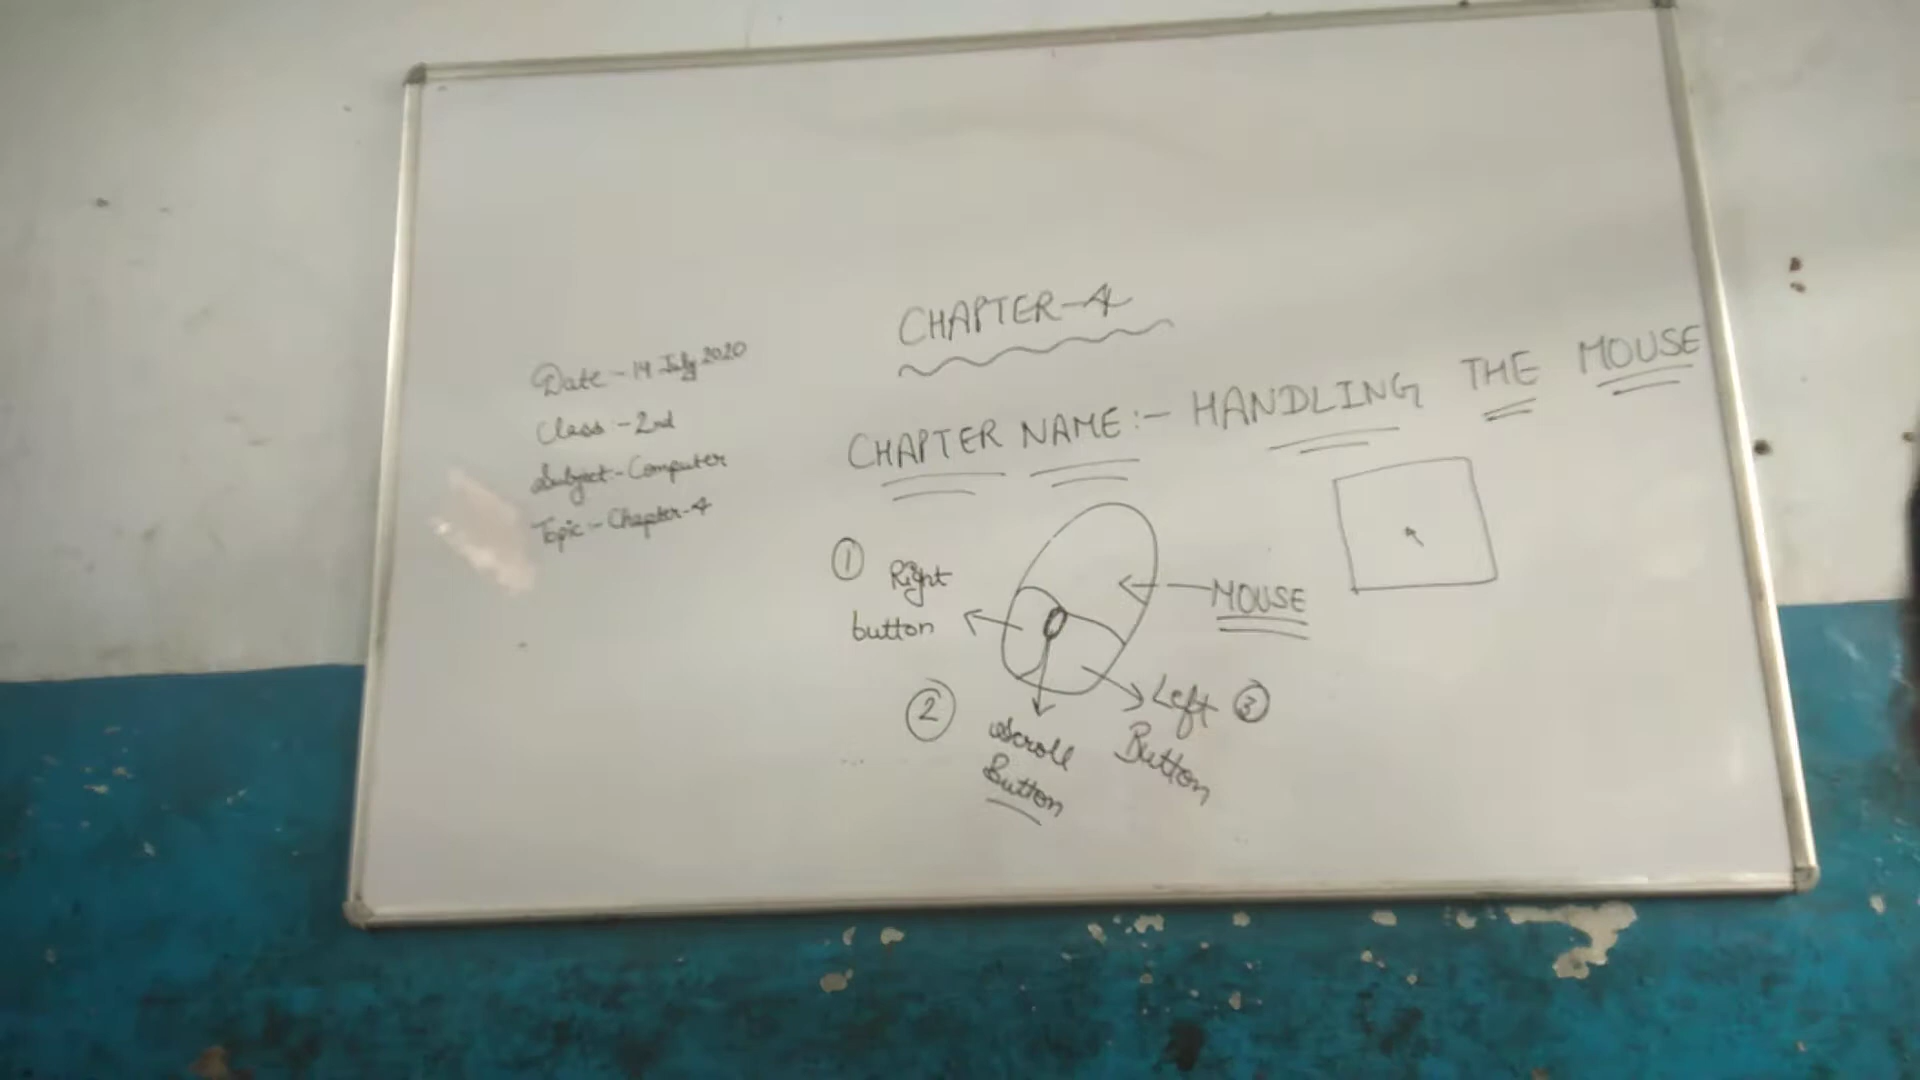 CHAPTER-4
Date:- 14 July 2020
Class:- 2nd
Subject:- Computer
Topic:- Chapter-4
CHAPTER NAME:- HANDLING THE MOUSE
① Right
button
MOUSE
② Scroll
Button
Left ③
Button